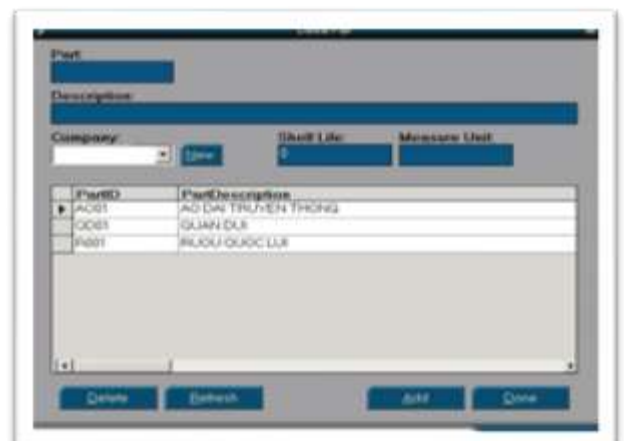 Part:
Description:
Company: Shelf Life: Measure Unit:
New 0
PartID PartDescription
AO01 AO DAI TRUYEN THONG
QD01 QUAN DUI
R001 RUOU QUOC LUI
Delete Refresh Add Done